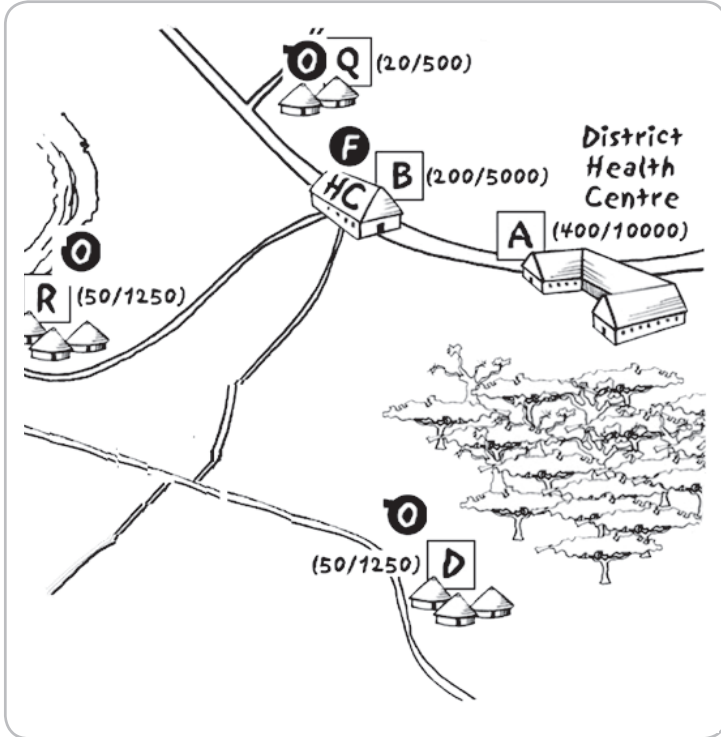 O Q (20/500)
F
HC B (200/5000)
District
Health
Centre
A (400/10000)
O
R (50/1250)
O
(50/1250) D